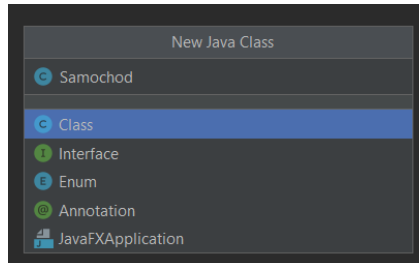 New Java Class
C Samochod
C Class
I Interface
E Enum
@ Annotation
JavaFXApplication